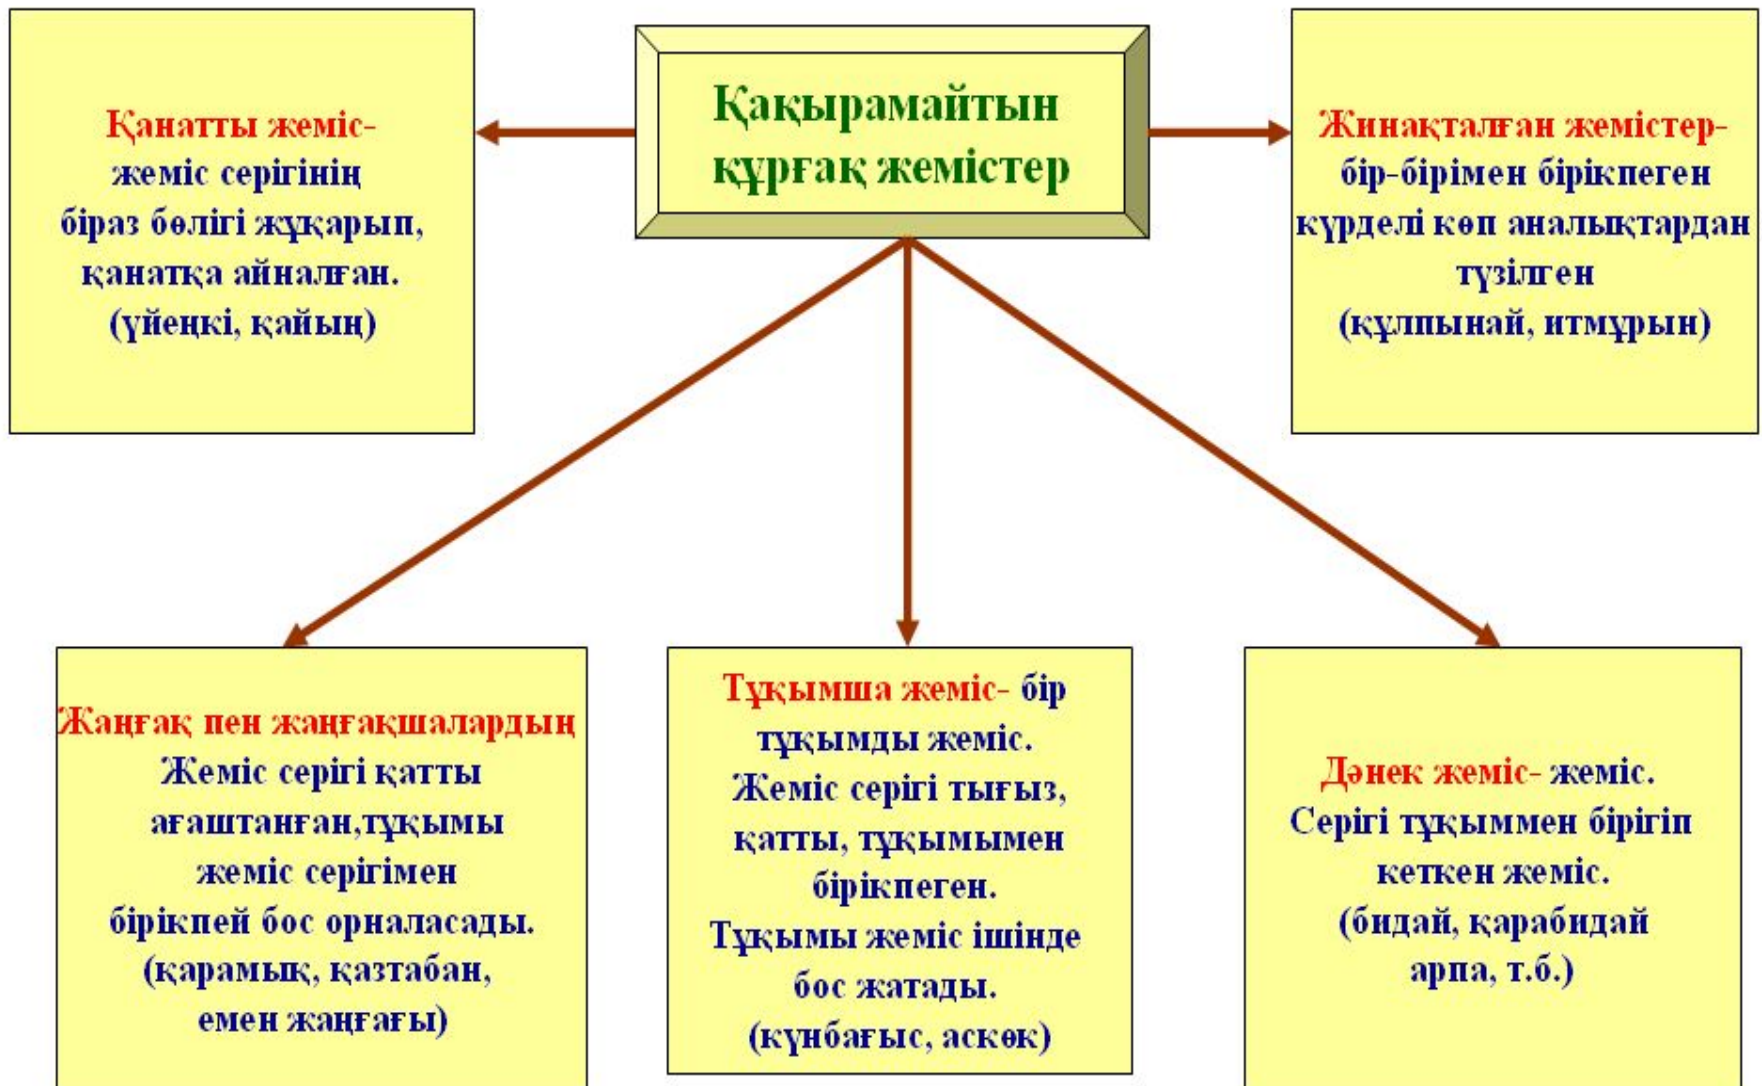 Қақырамайтын
құрғақ жемістер
Қанатты жеміс-
жеміс серігінің
біраз бөлігі жұқарып,
қанатқа айналған.
(үйеңкі, қайың)
Жинақталған жемістер-
бір-бірімен бірікпеген
күрделі көп аналықтардан
түзілген
(құлпынай, итмұрын)
Жаңғақ пен жаңғақшалардың
Жеміс серігі қатты
ағаштанған,тұқымы
жеміс серігімен
бірікпей бос орналасады.
(қарамық, қазтабан,
емен жаңғағы)
Тұқымша жеміс- бір
тұқымды жеміс.
Жеміс серігі тығыз,
қатты, тұқымымен
бірікпеген.
Тұқымы жеміс ішінде
бос жатады.
(күнбағыс, аскөк)
Дәнек жеміс- жеміс.
Серігі тұқыммен бірігіп
кеткен жеміс.
(бидай, қарабидай
арпа, т.б.)